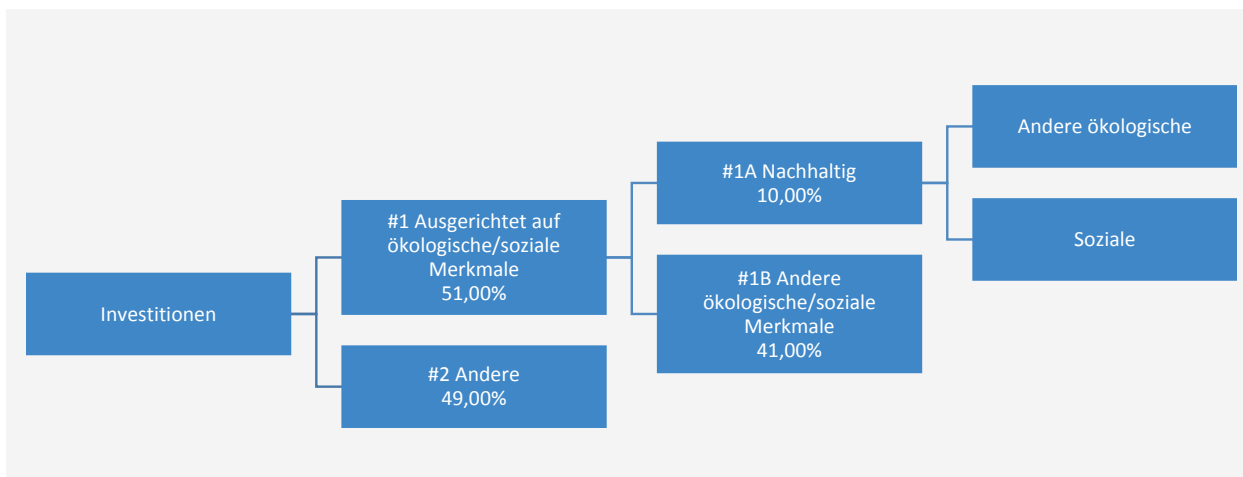 Investitionen
#1 Ausgerichtet auf
ökologische/soziale
Merkmale
51,00%
#2 Andere
49,00%
#1A Nachhaltig
10,00%
#1B Andere
ökologische/soziale
Merkmale
41,00%
Andere ökologische
Soziale